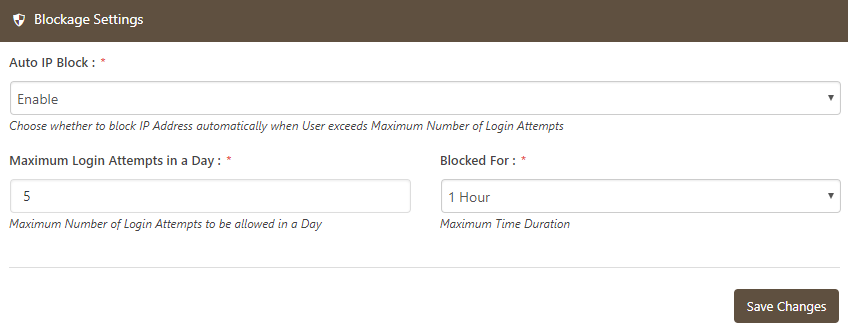 Blockage Settings
Auto IP Block : *
Enable
Choose whether to block IP Address automatically when User exceeds Maximum Number of Login Attempts
Maximum Login Attempts in a Day : *
Blocked For : *
5
1 Hour
Maximum Number of Login Attempts to be allowed in a Day
Maximum Time Duration
Save Changes